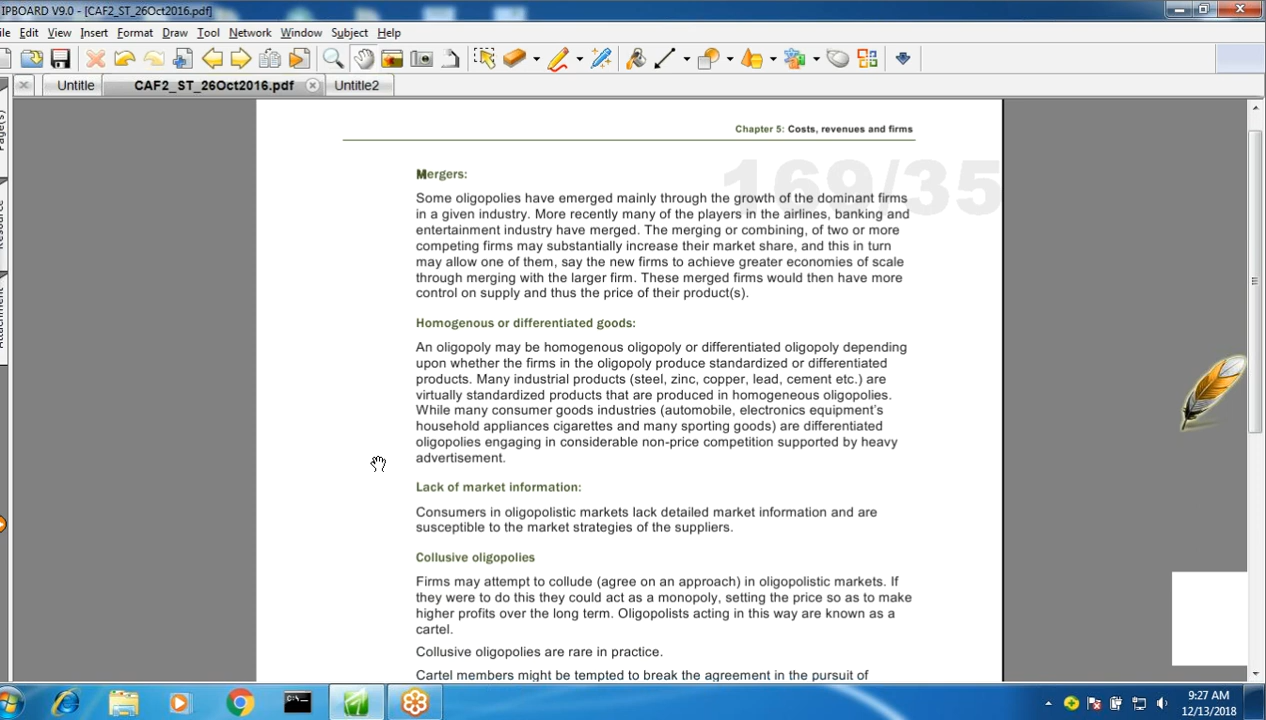 IPBOARD V9.0 - [CAF2_ST_26Oct2016.pdf]
le Edit View Insert Format Draw Tool Network Window Subject Help
Untitle CAF2_ST_26Oct2016.pdf Untitle2
Page(s)
Resource
Attachment
Chapter 5: Costs, revenues and firms
169/35
Mergers:
Some oligopolies have emerged mainly through the growth of the dominant firms
in a given industry. More recently many of the players in the airlines, banking and
entertainment industry have merged. The merging or combining, of two or more
competing firms may substantially increase their market share, and this in turn
may allow one of them, say the new firms to achieve greater economies of scale
through merging with the larger firm. These merged firms would then have more
control on supply and thus the price of their product(s).
Homogenous or differentiated goods:
An oligopoly may be homogenous oligopoly or differentiated oligopoly depending
upon whether the firms in the oligopoly produce standardized or differentiated
products. Many industrial products (steel, zinc, copper, lead, cement etc.) are
virtually standardized products that are produced in homogeneous oligopolies.
While many consumer goods industries (automobile, electronics equipment's
household appliances cigarettes and many sporting goods) are differentiated
oligopolies engaging in considerable non-price competition supported by heavy
advertisement.
Lack of market information:
Consumers in oligopolistic markets lack detailed market information and are
susceptible to the market strategies of the suppliers.
Collusive oligopolies
Firms may attempt to collude (agree on an approach) in oligopolistic markets. If
they were to do this they could act as a monopoly, setting the price so as to make
higher profits over the long term. Oligopolists acting in this way are known as a
cartel.
Collusive oligopolies are rare in practice.
Cartel members might be tempted to break the agreement in the pursuit of
9:27 AM
12/13/2018